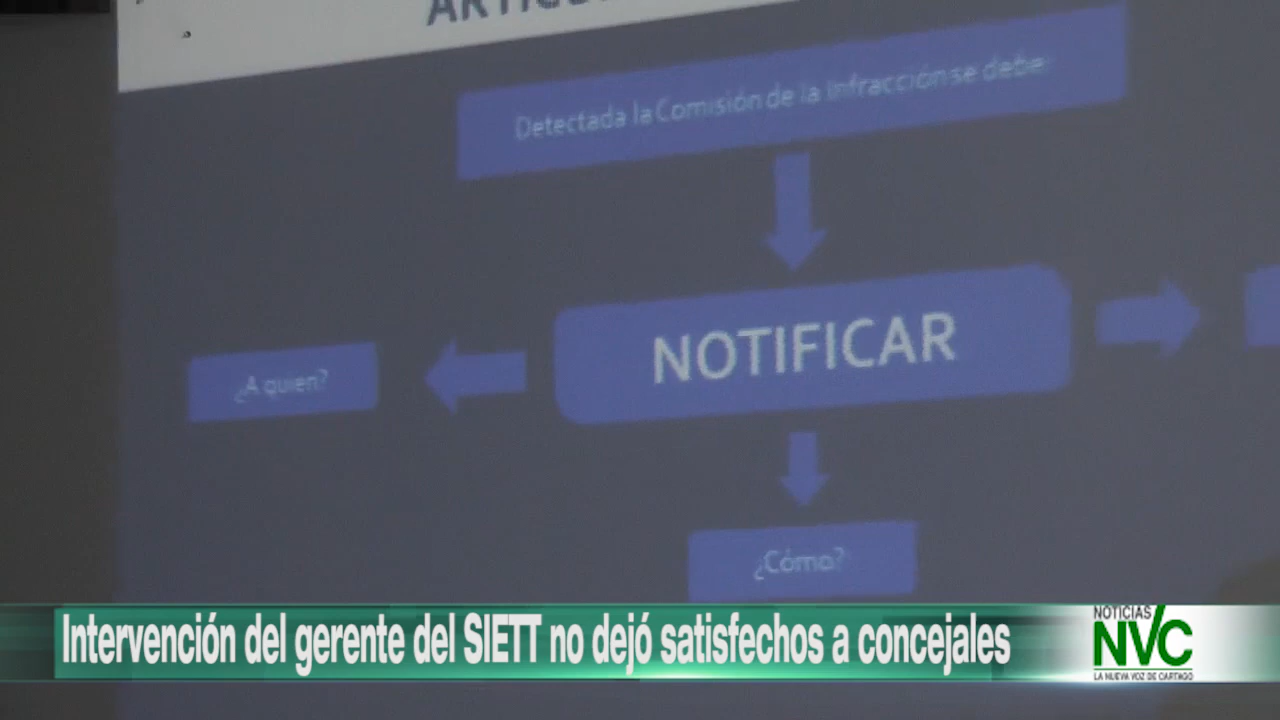 Detectada la Comisión de la Infracción se debe
NOTIFICAR
¿A quien?
¿Cómo?
Intervención del gerente del SIETT no dejó satisfechos a concejales
NOTICIAS
NVC
LA NUEVA VOZ DE CARTAGO